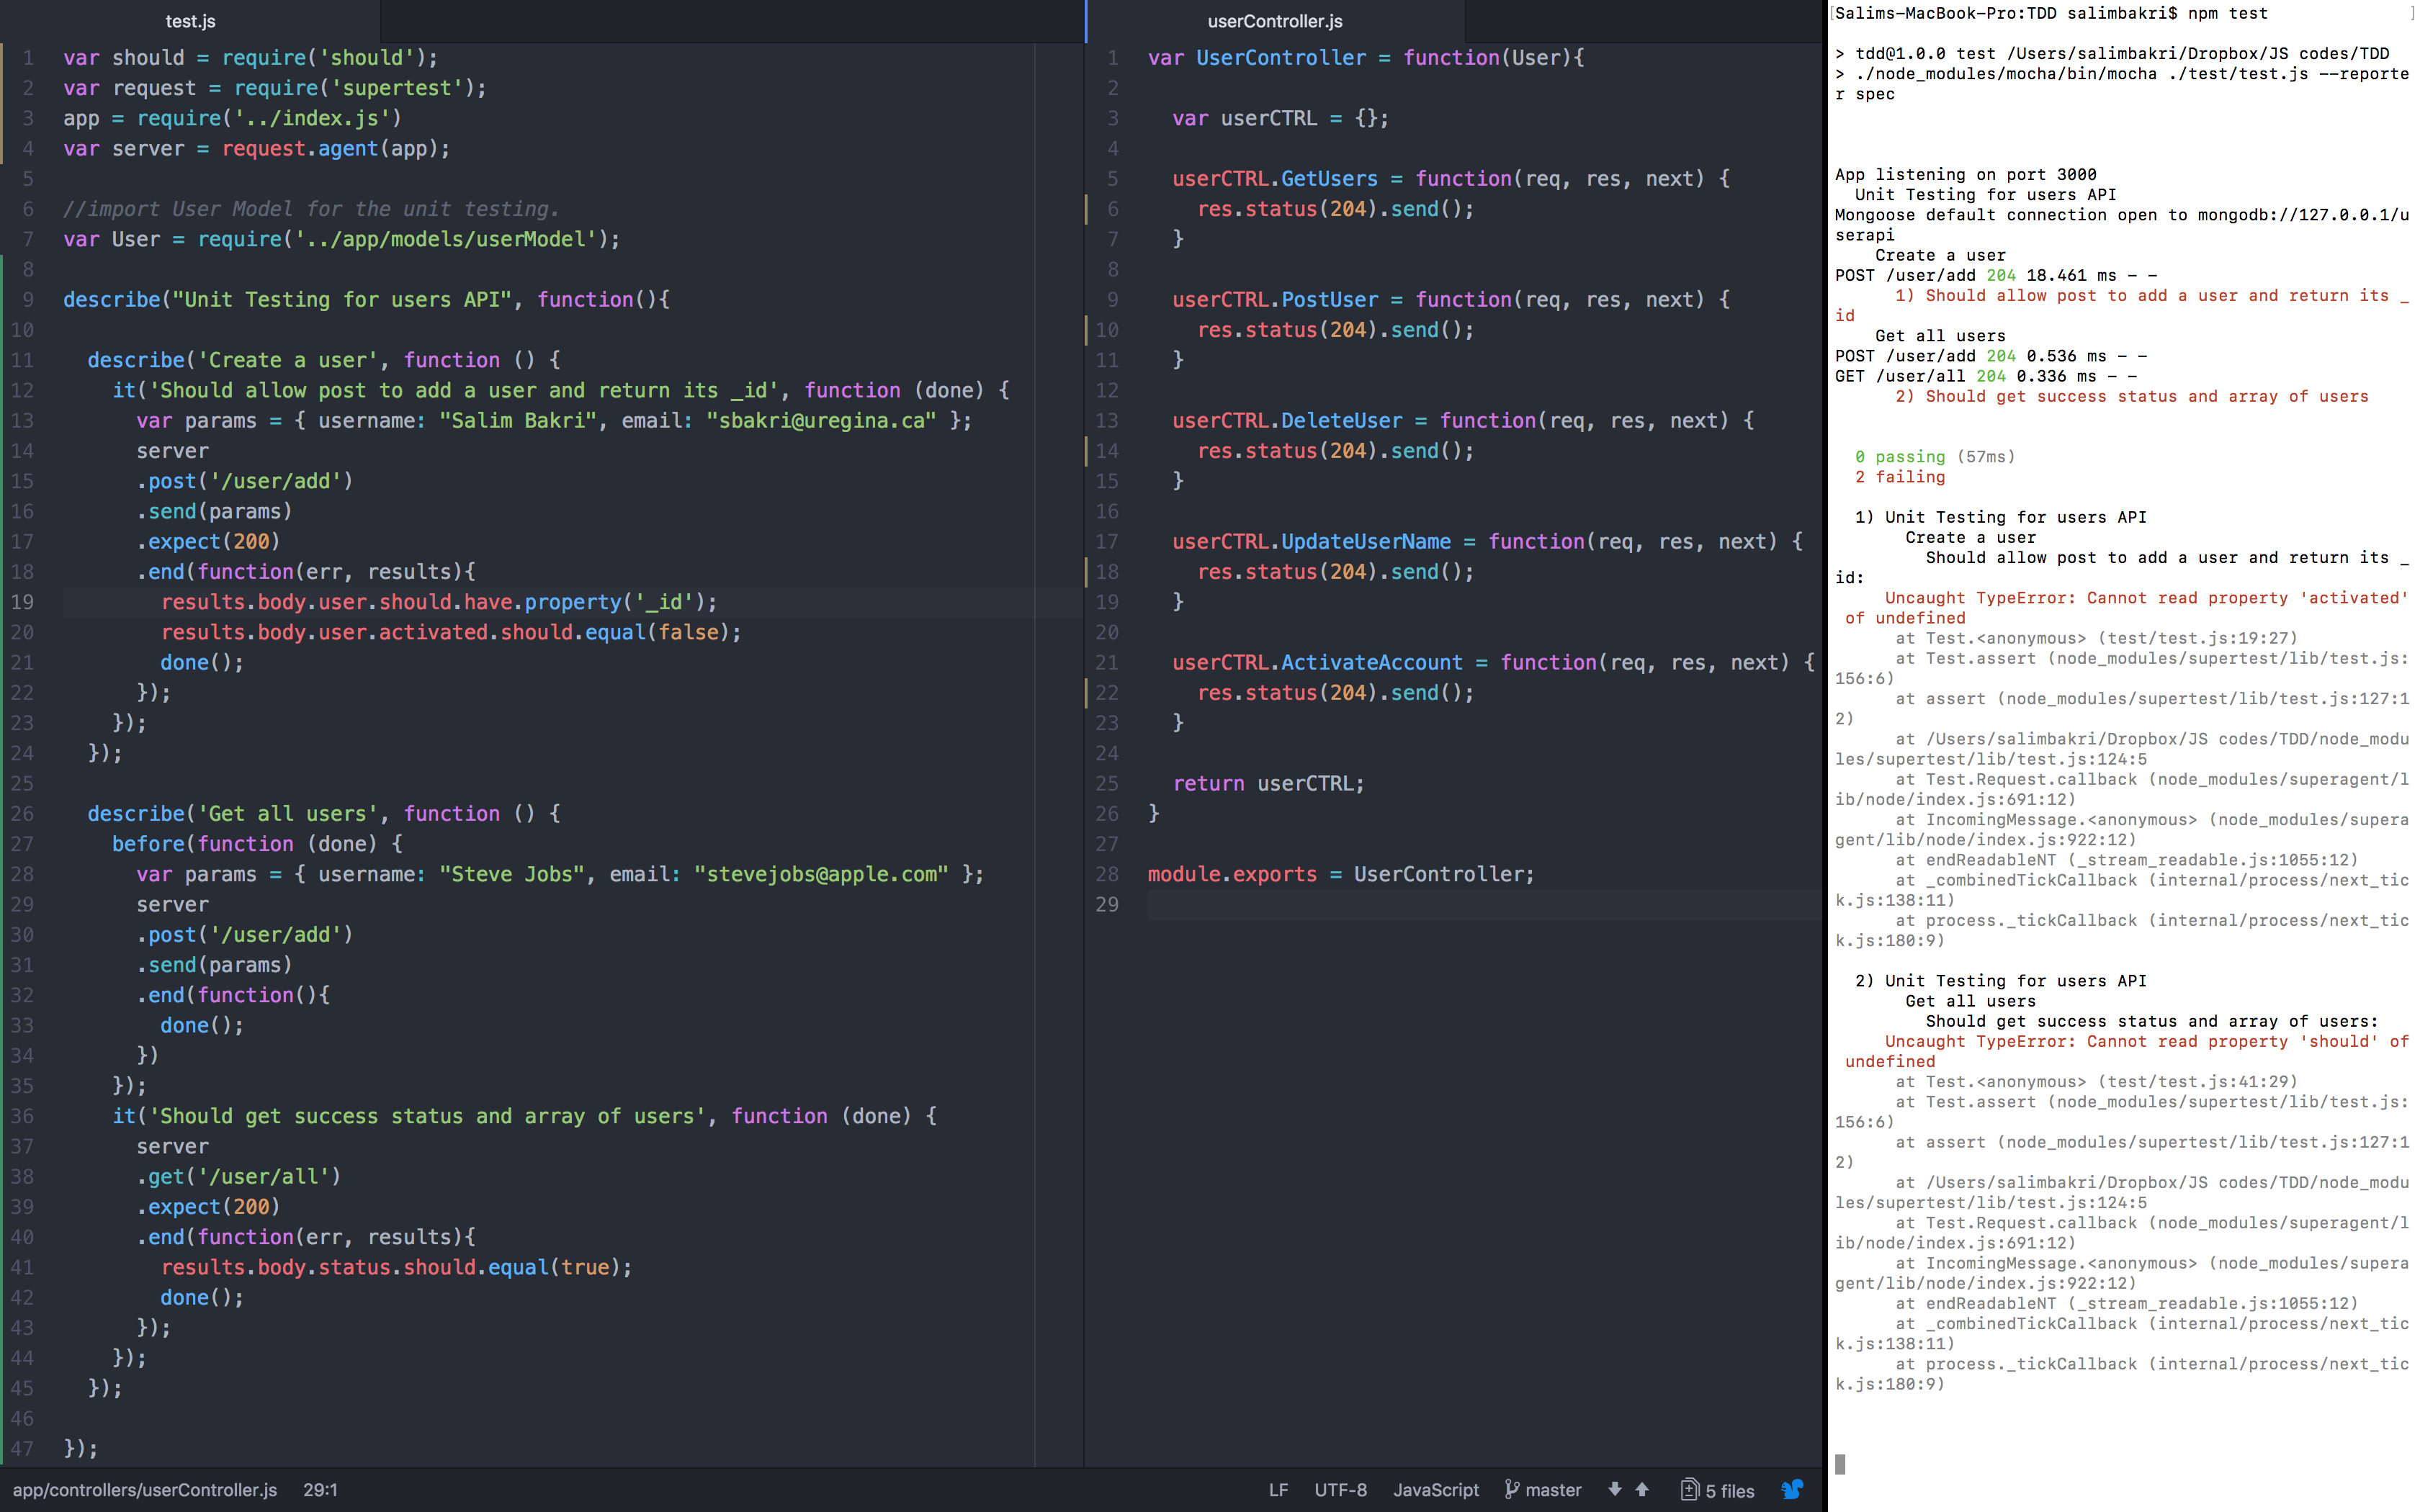 test.js
1 var should = require('should');
2 var request = require('supertest');
3 app = require('../index.js')
4 var server = request.agent(app);
5
6 //import User Model for the unit testing.
7 var User = require('../app/models/userModel');
8
9 describe("Unit Testing for users API", function(){
10
11 describe('Create a user', function () {
12 it('Should allow post to add a user and return its _id', function (done) {
13 var params = { username: "Salim Bakri", email: "sbakri@uregina.ca" };
14 server
15 .post('/user/add')
16 .send(params)
17 .expect(200)
18 .end(function(err, results){
19 results.body.user.should.have.property('_id');
20 results.body.user.activated.should.equal(false);
21 done();
22 });
23 });
24 });
25
26 describe('Get all users', function () {
27 before(function (done) {
28 var params = { username: "Steve Jobs", email: "stevejobs@apple.com" };
29 server
30 .post('/user/add')
31 .send(params)
32 .end(function(){
33 done();
34 })
35 });
36 it('Should get success status and array of users', function (done) {
37 server
38 .get('/user/all')
39 .expect(200)
40 .end(function(err, results){
41 results.body.status.should.equal(true);
42 done();
43 });
44 });
45 });
46
47 });
userController.js
1 var UserController = function(User){
2
3 var userCTRL = {};
4
5 userCTRL.GetUsers = function(req, res, next) {
6 res.status(204).send();
7 }
8
9 userCTRL.PostUser = function(req, res, next) {
10 res.status(204).send();
11 }
12
13 userCTRL.DeleteUser = function(req, res, next) {
14 res.status(204).send();
15 }
16
17 userCTRL.UpdateUserName = function(req, res, next) {
18 res.status(204).send();
19 }
20
21 userCTRL.ActivateAccount = function(req, res, next) {
22 res.status(204).send();
23 }
24
25 return userCTRL;
26 }
27
28 module.exports = UserController;
29
app/controllers/userController.js 29:1 LF UTF-8 JavaScript master 5 files
[Salims-MacBook-Pro:TDD salimbakri$ npm test ]
> tdd@1.0.0 test /Users/salimbakri/Dropbox/JS codes/TDD
> ./node_modules/mocha/bin/mocha ./test/test.js --reporte
r spec
App listening on port 3000
Unit Testing for users API
Mongoose default connection open to mongodb://127.0.0.1/u
serapi
Create a user
POST /user/add 204 18.461 ms - -
1) Should allow post to add a user and return its _
id
Get all users
POST /user/add 204 0.536 ms - -
GET /user/all 204 0.336 ms - -
2) Should get success status and array of users
0 passing (57ms)
2 failing
1) Unit Testing for users API
Create a user
Should allow post to add a user and return its _
id:
Uncaught TypeError: Cannot read property 'activated'
of undefined
at Test.<anonymous> (test/test.js:19:27)
at Test.assert (node_modules/supertest/lib/test.js:
156:6)
at assert (node_modules/supertest/lib/test.js:127:1
2)
at /Users/salimbakri/Dropbox/JS codes/TDD/node_modu
les/supertest/lib/test.js:124:5
at Test.Request.callback (node_modules/superagent/l
ib/node/index.js:691:12)
at IncomingMessage.<anonymous> (node_modules/supera
gent/lib/node/index.js:922:12)
at endReadableNT (_stream_readable.js:1055:12)
at _combinedTickCallback (internal/process/next_tic
k.js:138:11)
at process._tickCallback (internal/process/next_tic
k.js:180:9)
2) Unit Testing for users API
Get all users
Should get success status and array of users:
Uncaught TypeError: Cannot read property 'should' of
undefined
at Test.<anonymous> (test/test.js:41:29)
at Test.assert (node_modules/supertest/lib/test.js:
156:6)
at assert (node_modules/supertest/lib/test.js:127:1
2)
at /Users/salimbakri/Dropbox/JS codes/TDD/node_modu
les/supertest/lib/test.js:124:5
at Test.Request.callback (node_modules/superagent/l
ib/node/index.js:691:12)
at IncomingMessage.<anonymous> (node_modules/supera
gent/lib/node/index.js:922:12)
at endReadableNT (_stream_readable.js:1055:12)
at _combinedTickCallback (internal/process/next_tic
k.js:138:11)
at process._tickCallback (internal/process/next_tic
k.js:180:9)